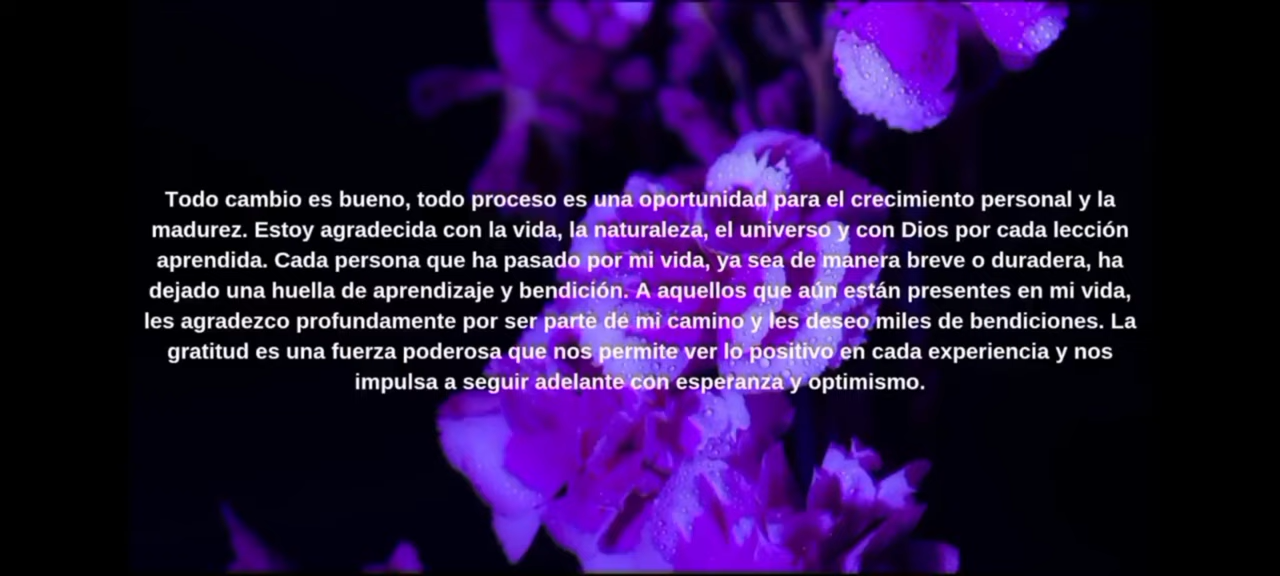 Todo cambio es bueno, todo proceso es una oportunidad para el crecimiento personal y la
madurez. Estoy agradecida con la vida, la naturaleza, el universo y con Dios por cada lección
aprendida. Cada persona que ha pasado por mi vida, ya sea de manera breve o duradera, ha
dejado una huella de aprendizaje y bendición. A aquellos que aún están presentes en mi vida,
les agradezco profundamente por ser parte de mi camino y les deseo miles de bendiciones. La
gratitud es una fuerza poderosa que nos permite ver lo positivo en cada experiencia y nos
impulsa a seguir adelante con esperanza y optimismo.